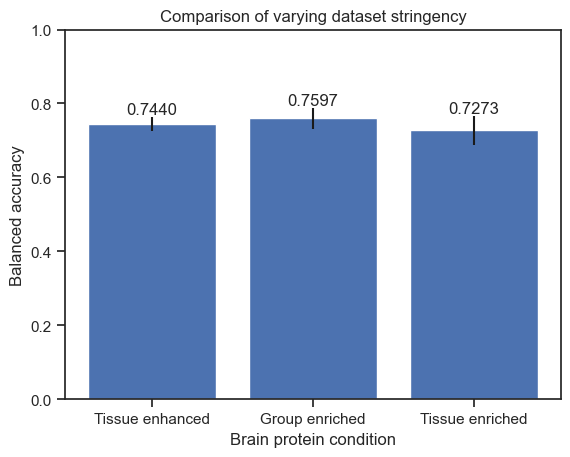 Comparison of varying dataset stringency
1.0
0.8
0.6
0.4
0.2
0.0
Balanced accuracy
0.7440
0.7597
0.7273
Tissue enhanced
Group enriched
Tissue enriched
Brain protein condition